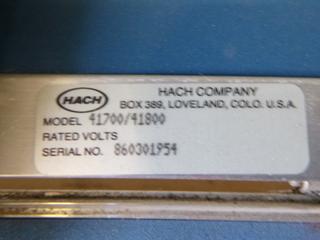 HACH
HACH COMPANY
BOX 389, LOVELAND, COLO. U.S.A.
MODEL 41700/41800
RATED VOLTS
SERIAL NO. 860301954